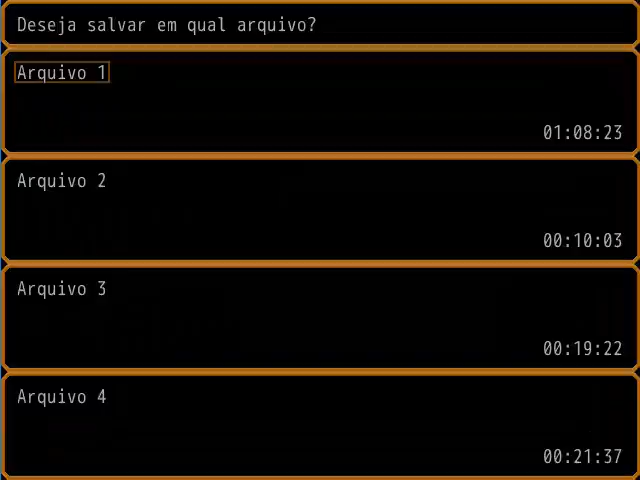 Deseja salvar em qual arquivo?
Arquivo 1
01:08:23
Arquivo 2
00:10:03
Arquivo 3
00:19:22
Arquivo 4
00:21:37